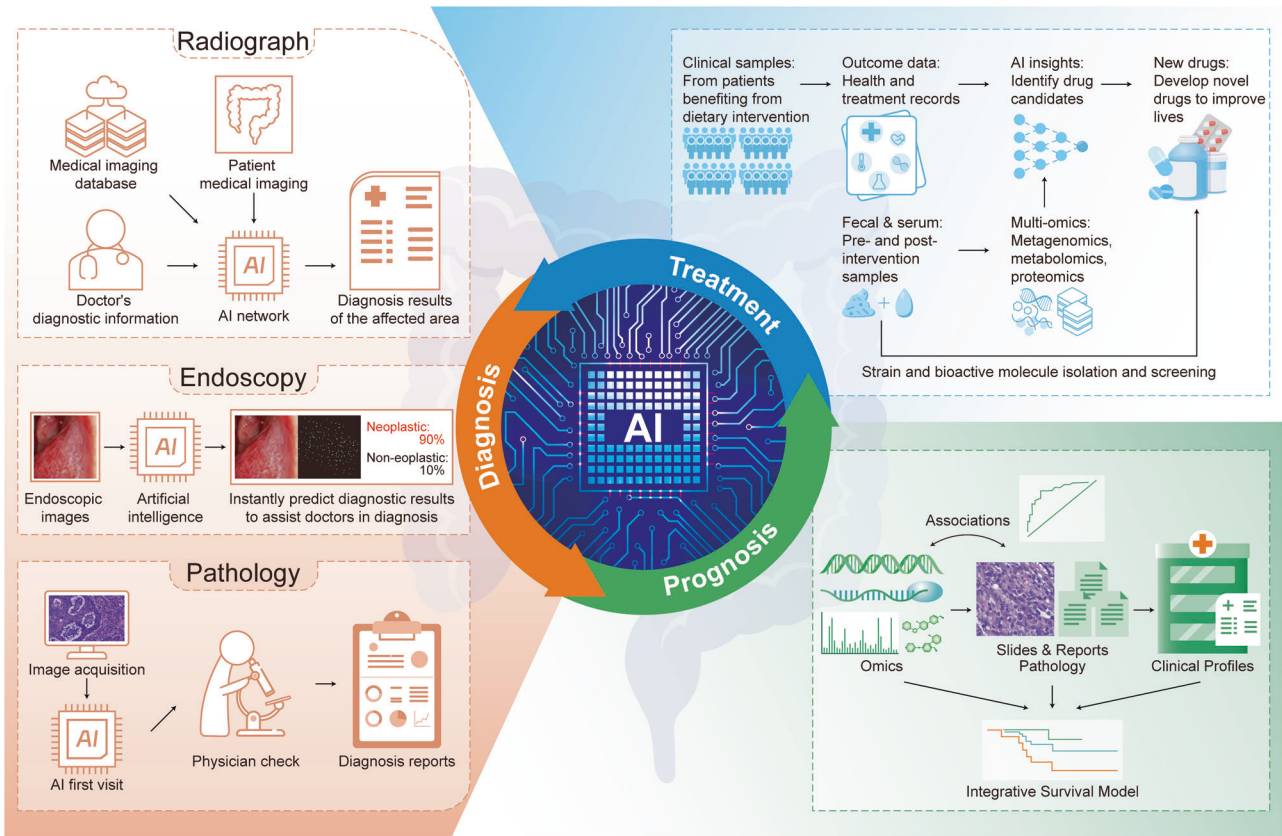 Radiograph
Medical imaging
database
Patient
medical imaging
Doctor's
diagnostic information
AI
AI network
Diagnosis results
of the affected area
Endoscopy
Endoscopic
images
AI
Artificial
intelligence
Neoplastic:
90%
Non-eoplastic:
10%
Instantly predict diagnostic results
to assist doctors in diagnosis
Pathology
Image acquisition
AI
AI first visit
Physician check
Diagnosis reports
Diagnosis
Treatment
Prognosis
AI
Clinical samples:
From patients
benefiting from
dietary intervention
Outcome data:
Health and
treatment records
AI insights:
Identify drug
candidates
New drugs:
Develop novel
drugs to improve
lives
Fecal & serum:
Pre- and post-
intervention
samples
Multi-omics:
Metagenomics,
metabolomics,
proteomics
Strain and bioactive molecule isolation and screening
Associations
Omics
Slides & Reports
Pathology
Clinical Profiles
Integrative Survival Model